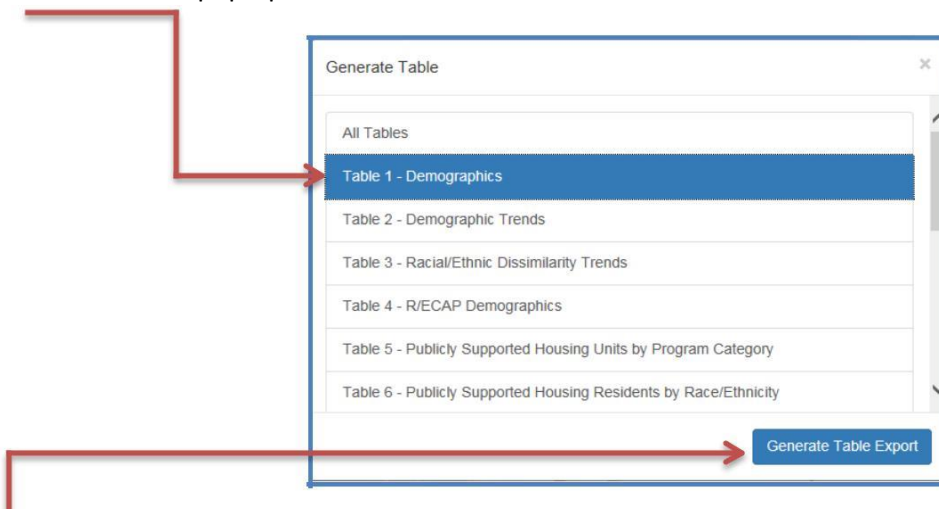 Generate Table ×
All Tables
Table 1 - Demographics
Table 2 - Demographic Trends
Table 3 - Racial/Ethnic Dissimilarity Trends
Table 4 - R/ECAP Demographics
Table 5 - Publicly Supported Housing Units by Program Category
Table 6 - Publicly Supported Housing Residents by Race/Ethnicity
Generate Table Export